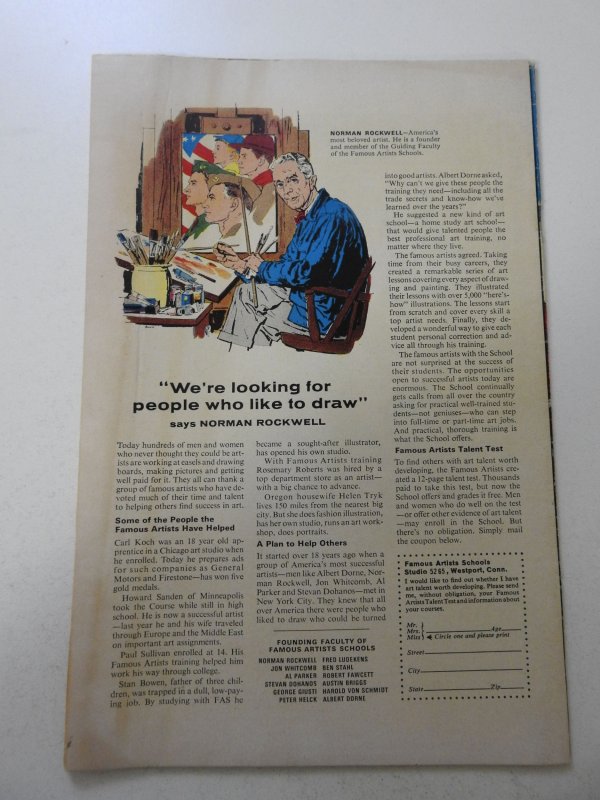 NORMAN ROCKWELL—America's
most beloved artist. He is a founder
and member of the Guiding Faculty
of the Famous Artists Schools.
"We're looking for
people who like to draw"
says NORMAN ROCKWELL
Today hundreds of men and women
who never thought they could be art-
ists are working at easels and drawing
boards, making pictures and getting
well paid for it. They all can thank a
group of famous artists who have de-
voted much of their time and talent
to helping others find success in art.
Some of the People the
Famous Artists Have Helped
Carl Koch was an 18 year old ap-
prentice in a Chicago art studio when
he enrolled. Today he prepares ads
for such companies as General
Motors and Firestone—has won five
gold medals.
Howard Sanden of Minneapolis
took the Course while still in high
school. He is now a successful artist
—last year he and his wife traveled
through Europe and the Middle East
on important art assignments.
Paul Sullivan enrolled at 14. His
Famous Artists training helped him
work his way through college.
Stan Bowen, father of three chil-
dren, was trapped in a dull, low-pay-
ing job. By studying with FAS he
became a sought-after illustrator,
has opened his own studio.
With Famous Artists training
Rosemary Roberts was hired by a
top department store as an artist—
with a big chance to advance.
Oregon housewife Helen Tryk
lives 150 miles from the nearest big
city. But she does fashion illustration,
has her own studio, runs an art work-
shop, does portraits.
A Plan to Help Others
It started over 18 years ago when a
group of America's most successful
artists—men like Albert Dorne, Nor-
man Rockwell, Jon Whitcomb, Al
Parker and Stevan Dohanos—met in
New York City. They knew that all
over America there were people who
liked to draw who could be turned
FOUNDING FACULTY OF
FAMOUS ARTISTS SCHOOLS
NORMAN ROCKWELL FRED LUDEKENS
JON WHITCOMB BEN STAHL
AL PARKER ROBERT FAWCETT
STEVAN DOHANOS AUSTIN BRIGGS
GEORGE GIUSTI HAROLD VON SCHMIDT
PETER HELCK ALBERT DORNE
into good artists. Albert Dorne asked,
"Why can't we give these people the
training they need—including all the
trade secrets and know-how we've
learned over the years?"
He suggested a new kind of art
school—a home study art school—
that would give talented people the
best professional art training, no
matter where they live.
The famous artists agreed. Taking
time from their busy careers, they
created a remarkable series of art
lessons covering every aspect of draw-
ing and painting. They illustrated
their lessons with over 5,000 "here's-
how" illustrations. The lessons start
from scratch and cover every skill a
top artist needs. Finally, they de-
veloped a wonderful way to give each
student personal correction and ad-
vice all through his training.
The famous artists with the School
are not surprised at the success of
their students. The opportunities
open to successful artists today are
enormous. The School continually
gets calls from all over the country
asking for practical well-trained stu-
dents—not geniuses—who can step
into full-time or part-time art jobs.
And practical, thorough training is
what the School offers.
Famous Artists Talent Test
To find others with art talent worth
developing, the Famous Artists cre-
ated a 12-page talent test. Thousands
paid to take this test, but now the
School offers and grades it free. Men
and women who do well on the test
—or offer other evidence of art talent
—may enroll in the School. But
there's no obligation. Simply mail
the coupon below.
Famous Artists Schools
Studio 5265, Westport, Conn.
I would like to find out whether I have
art talent worth developing. Please send
me, without obligation, your Famous
Artists Talent Test and information about
your courses.
Mr.
Mrs. Age
Miss Circle one and please print
Street
City
State Zip